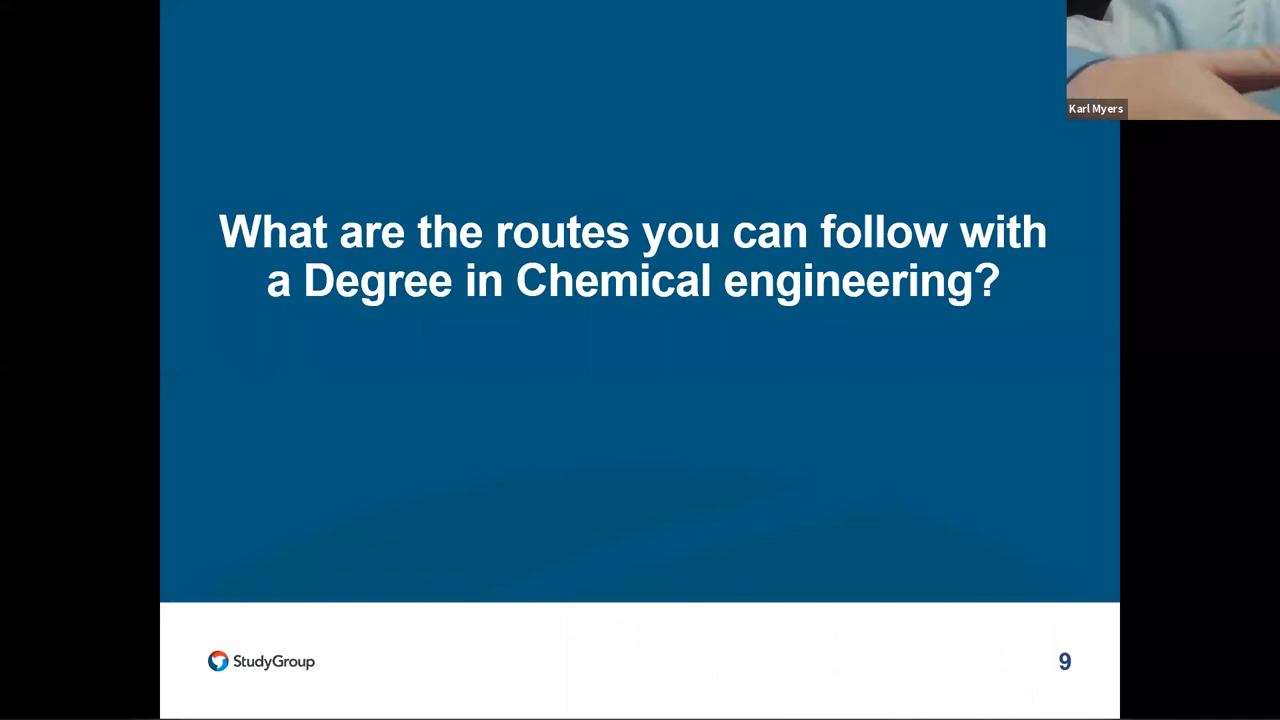 Karl Myers
What are the routes you can follow with
a Degree in Chemical engineering?
StudyGroup
9